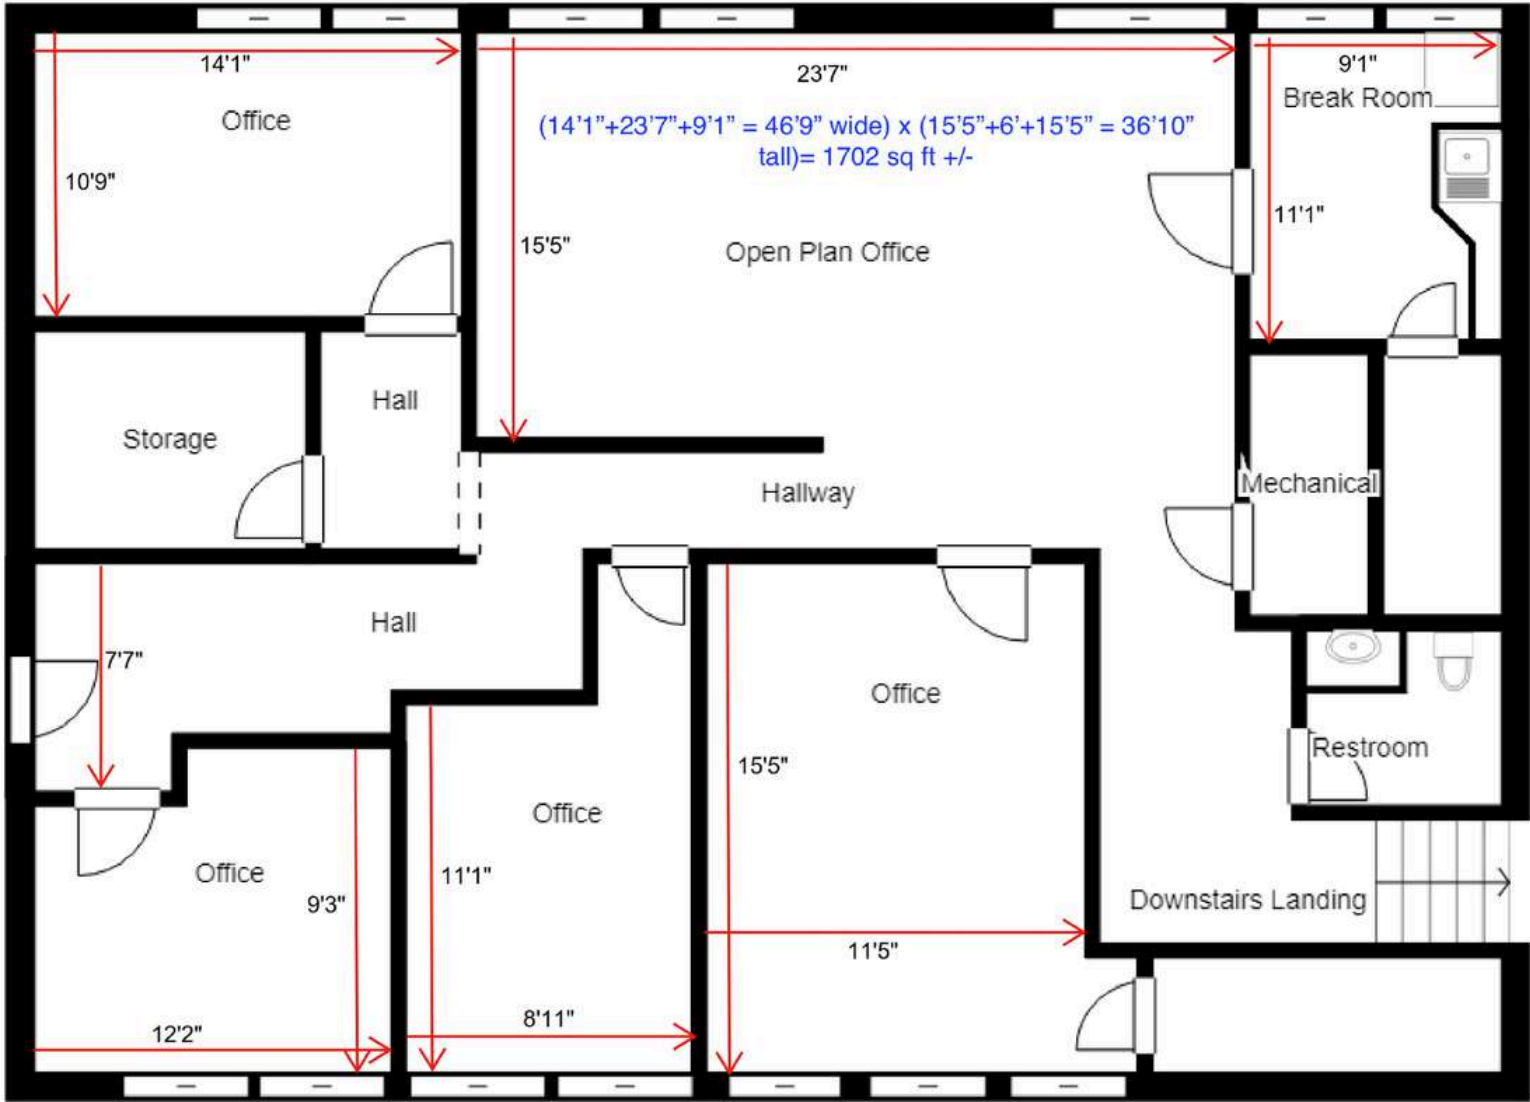 14'1"
23'7"
9'1"
Office
Break Room
(14’1”+23’7”+9’1” = 46’9” wide) x (15’5”+6’+15’5” = 36’10”
tall)= 1702 sq ft +/-
10'9"
11'1"
15'5"
Open Plan Office
Hall
Storage
Hallway
Mechanical
Hall
7'7"
Office
Restroom
15'5"
Office
Office
11'1"
9'3"
Downstairs Landing
11'5"
8'11"
12'2"